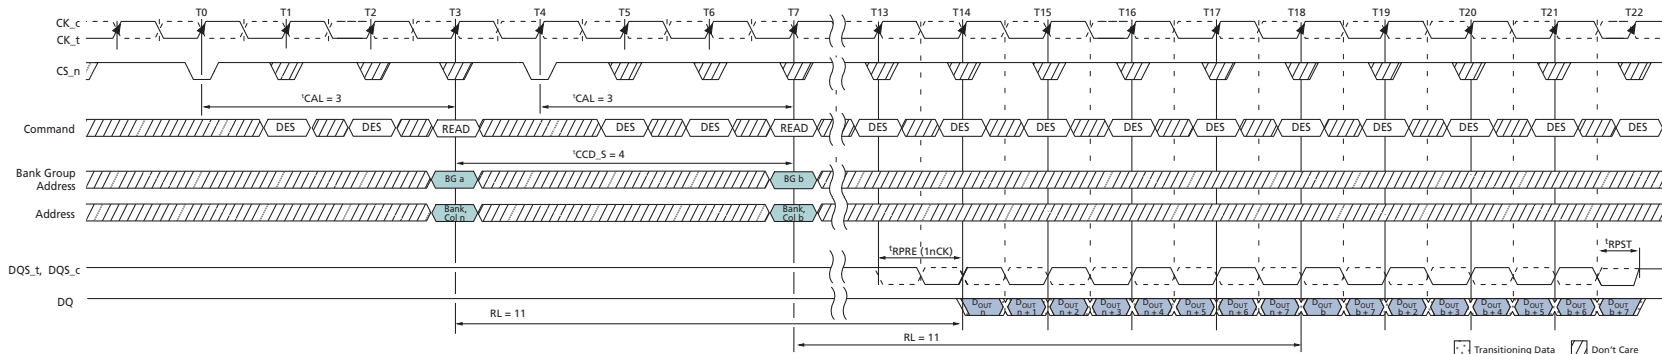 CK_c
CK_t
T0 T1 T2 T3 T4 T5 T6 T7 T13 T14 T15 T16 T17 T18 T19 T20 T21 T22
CS_n
tCAL = 3 tCAL = 3
Command DES DES READ DES DES READ DES DES DES DES DES DES DES DES DES DES
tCCD_S = 4
Bank Group
Address
BG a BG b
Address
Bank,
Col n
Bank,
Col b
tRPRE (1nCK) tRPST
DQS_t, DQS_c
DQ
DOUT
n
DOUT
n + 1
DOUT
n + 2
DOUT
n + 3
DOUT
n + 4
DOUT
n + 5
DOUT
n + 6
DOUT
n + 7
DOUT
b
DOUT
b + 7
DOUT
b + 2
DOUT
b + 3
DOUT
b + 4
DOUT
b + 5
DOUT
b + 6
DOUT
b + 7
RL = 11
RL = 11
Transitioning Data Don't Care